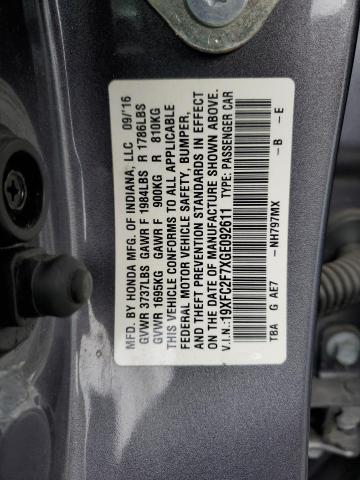 MFD. BY HONDA MFG. OF INDIANA, LLC 09/'16
GVWR 3737LBS GAWR F 1984LBS R 1786LBS
GVWR 1695KG GAWR F 900KG R 810KG
THIS VEHICLE CONFORMS TO ALL APPLICABLE
FEDERAL MOTOR VEHICLE SAFETY, BUMPER,
AND THEFT PREVENTION STANDARDS IN EFFECT
ON THE DATE OF MANUFACTURE SHOWN ABOVE.
V.I.N.:19XFC2F7XGE092611 TYPE: PASSENGER CAR
TBA G AE7 -NH797MX -B -E